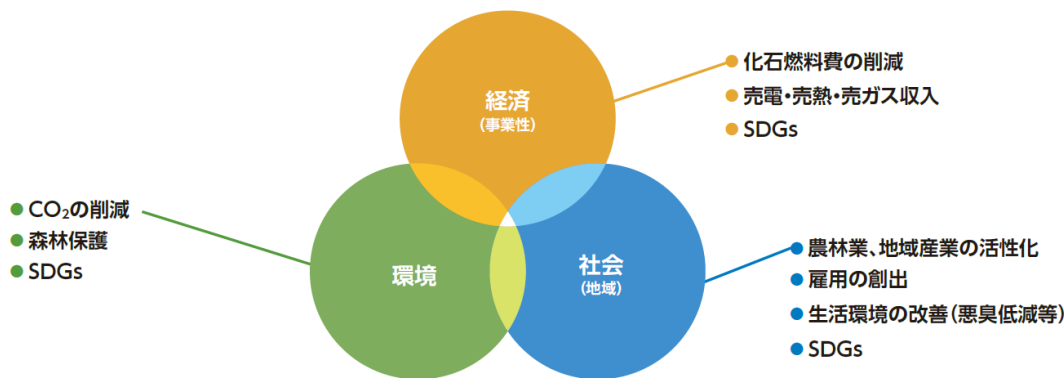 経済
(事業性)
● 化石燃料費の削減
● 売電・売熱・売ガス収入
● SDGs
● CO₂の削減
● 森林保護
● SDGs
環境
社会
(地域)
● 農林業、地域産業の活性化
● 雇用の創出
● 生活環境の改善(悪臭低減等)
● SDGs